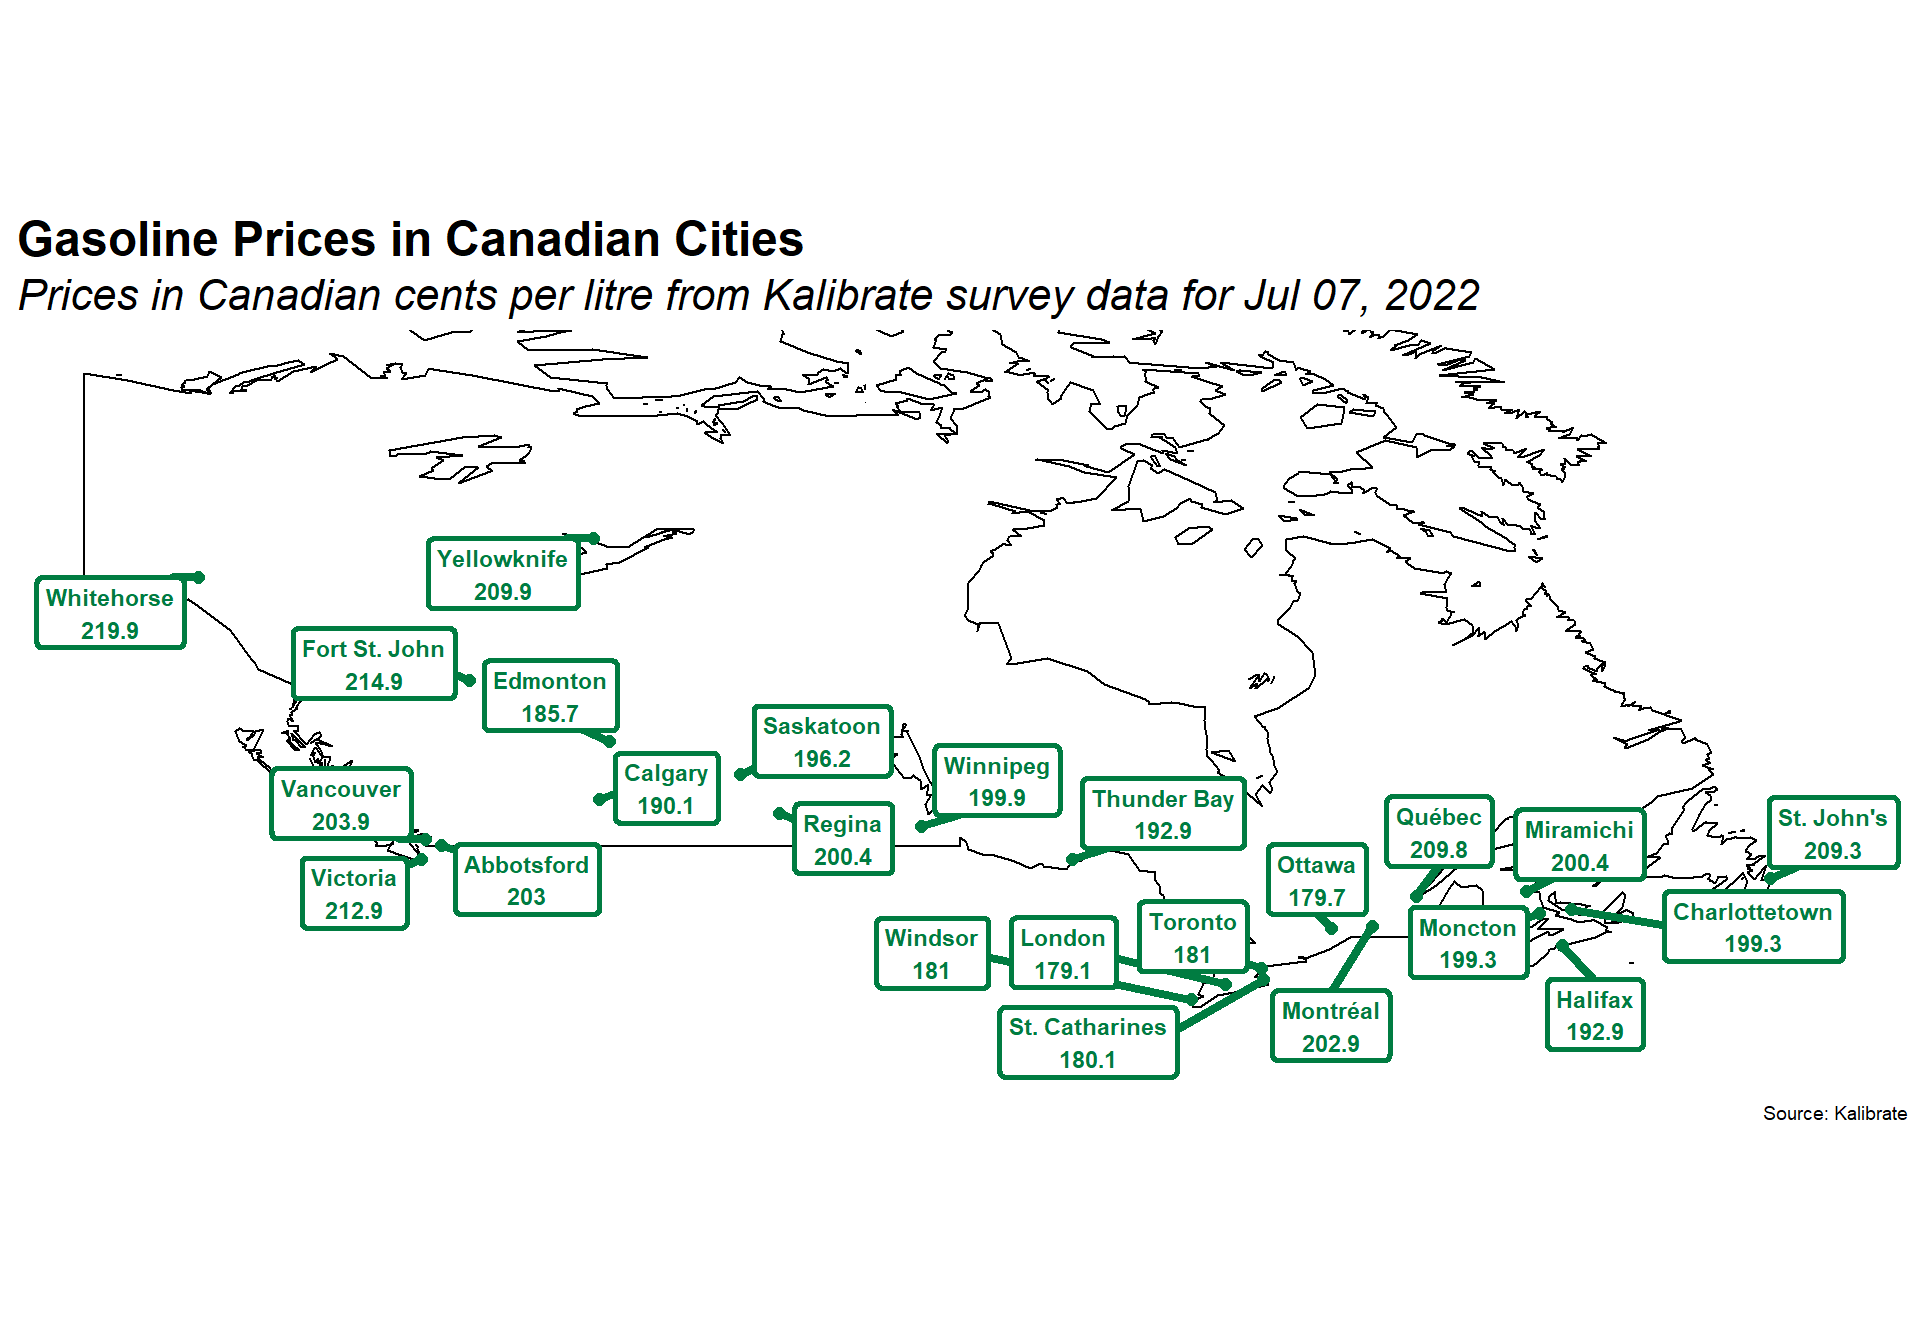 Gasoline Prices in Canadian Cities
Prices in Canadian cents per litre from Kalibrate survey data for Jul 07, 2022
Yellowknife
209.9
Whitehorse
219.9
Fort St. John
214.9
Edmonton
185.7
Saskatoon
196.2
Winnipeg
199.9
Calgary
190.1
Vancouver
203.9
Thunder Bay
192.9
Regina
200.4
Québec
209.8
Miramichi
200.4
St. John's
209.3
Abbotsford
203
Victoria
212.9
Ottawa
179.7
Charlottetown
199.3
Toronto
181
Moncton
199.3
Windsor
181
London
179.1
Halifax
192.9
Montréal
202.9
St. Catharines
180.1
Source: Kalibrate